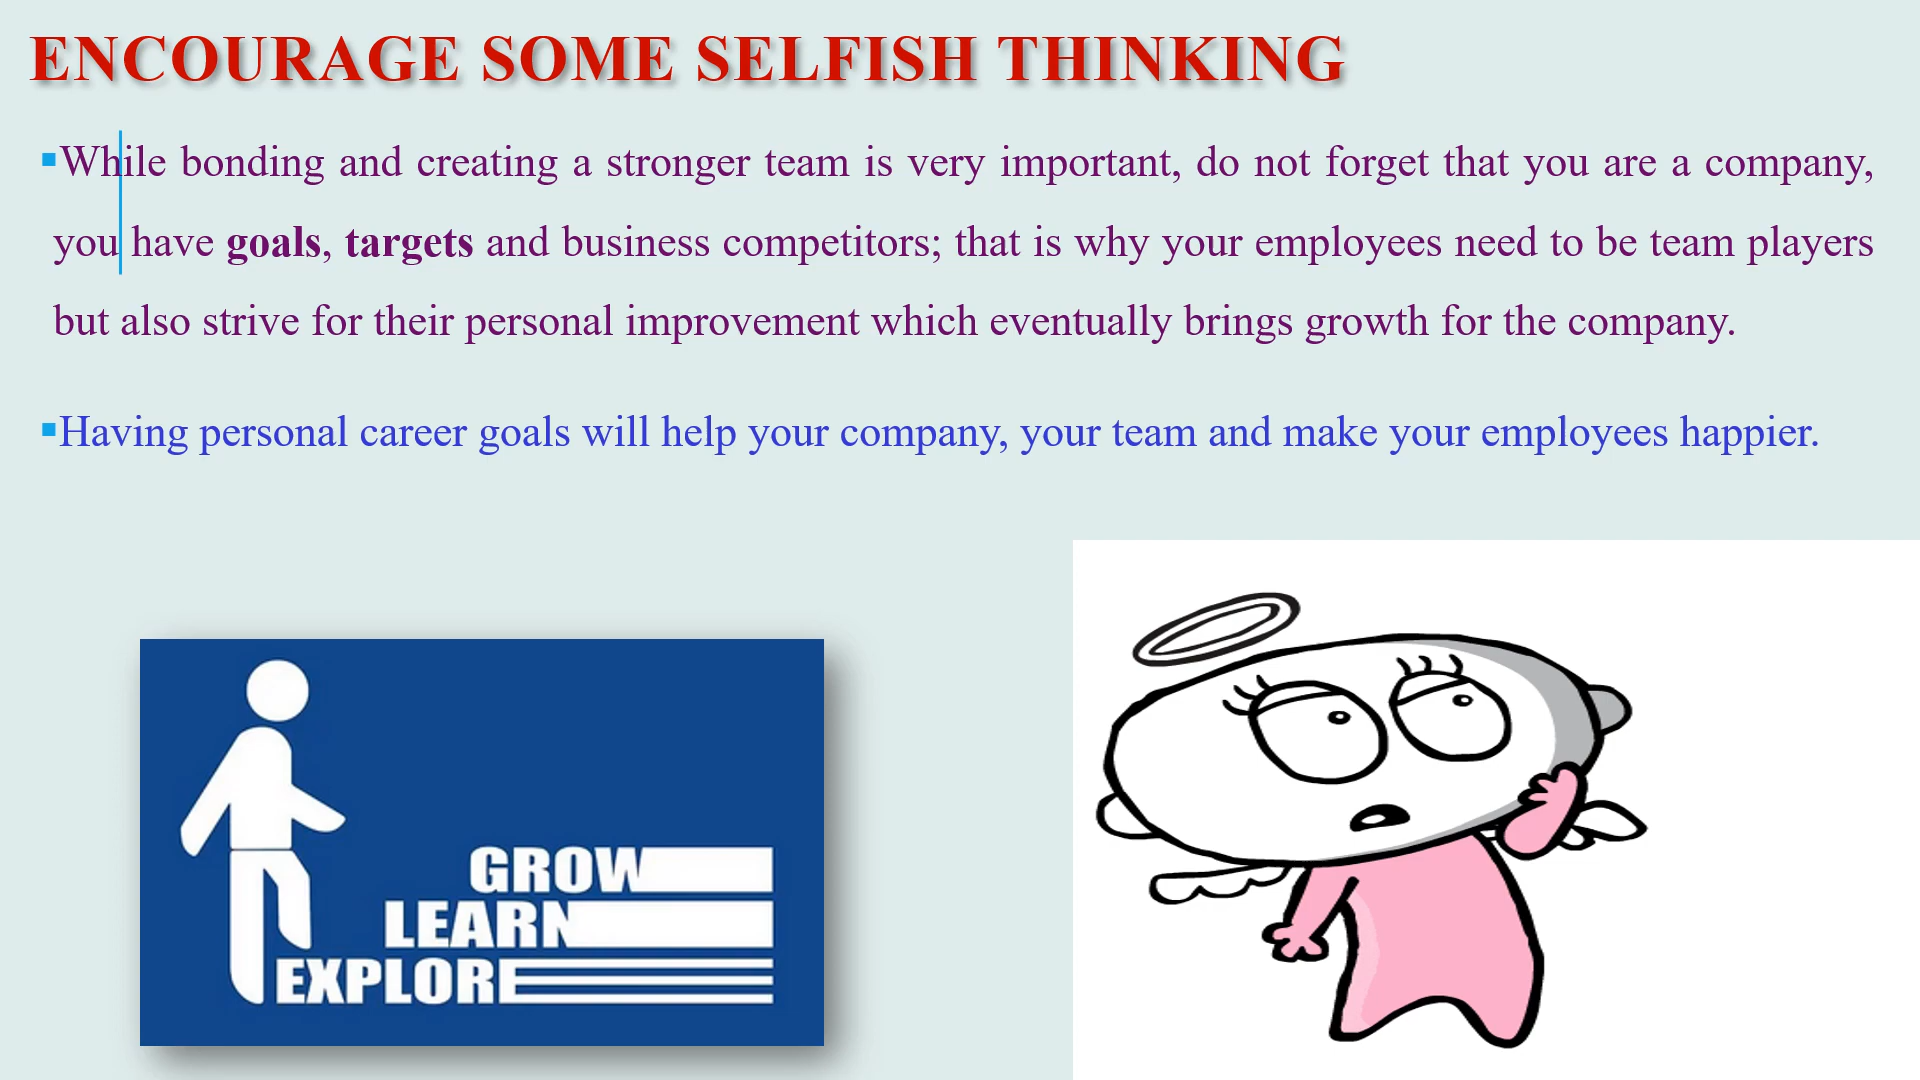 ENCOURAGE SOME SELFISH THINKING
▪While bonding and creating a stronger team is very important, do not forget that you are a company,
you have goals, targets and business competitors; that is why your employees need to be team players
but also strive for their personal improvement which eventually brings growth for the company.
▪Having personal career goals will help your company, your team and make your employees happier.
GROW
LEARN
EXPLORE